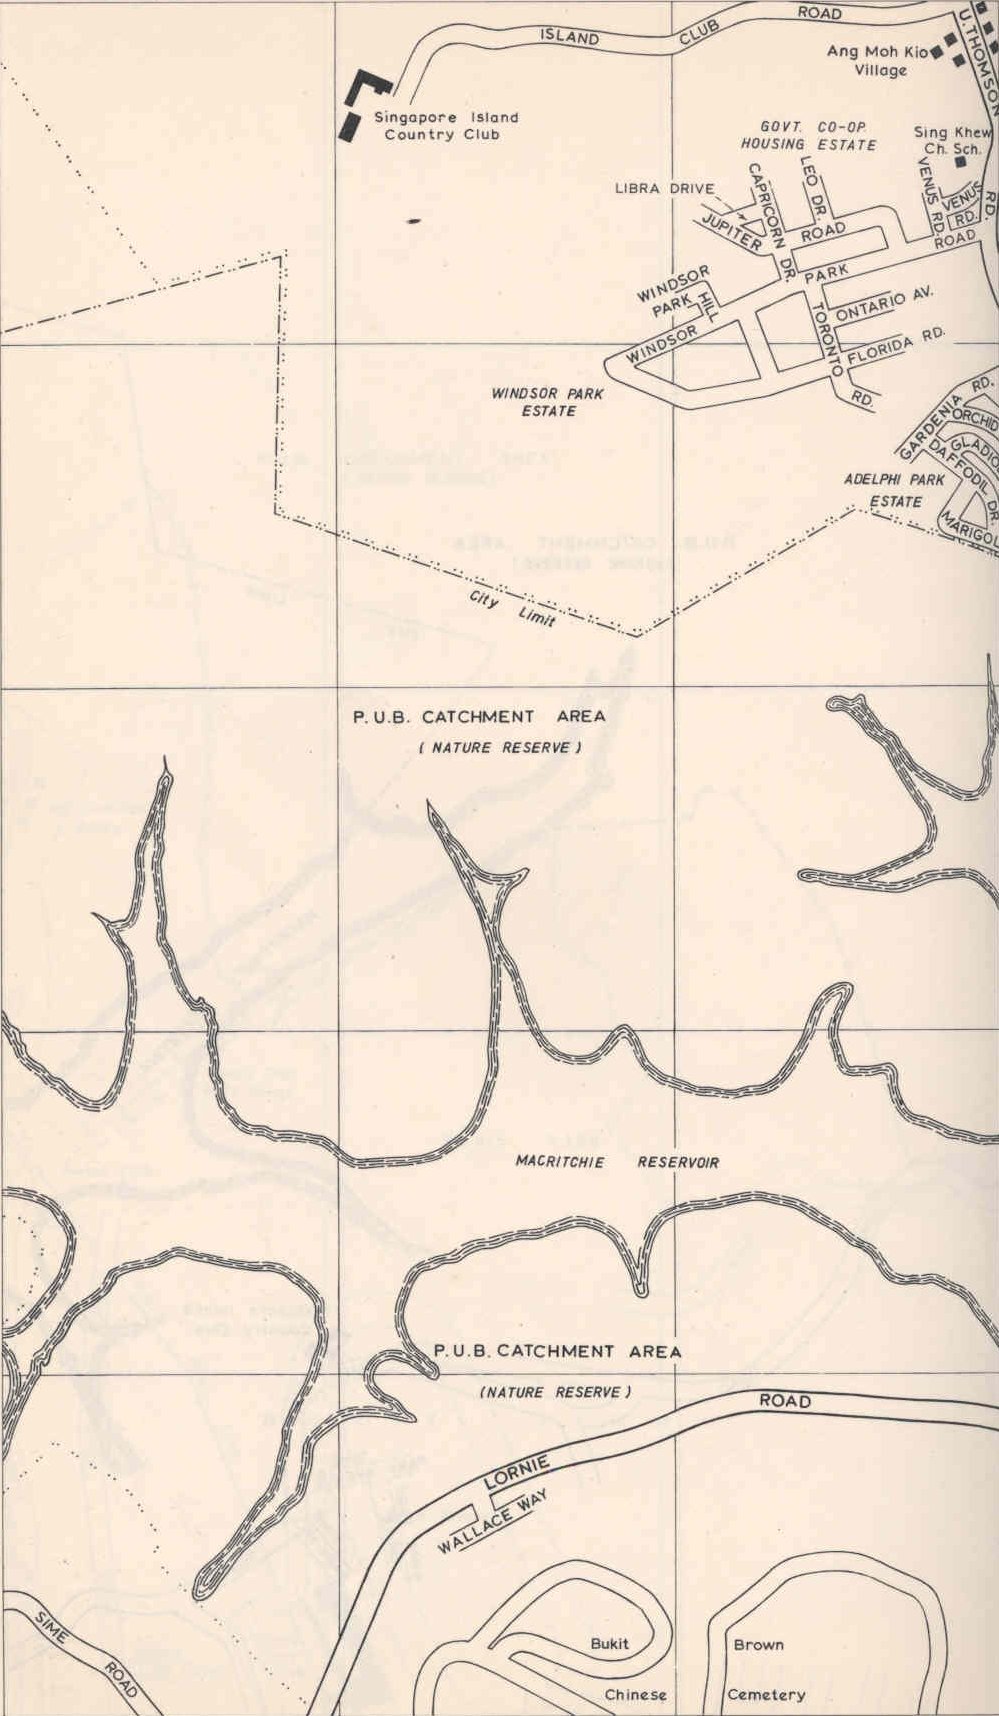 ISLAND CLUB ROAD
U. THOMSON RD.
Ang Moh Kio
Village
Singapore Island
Country Club
GOVT. CO-OP.
HOUSING ESTATE
Sing Khew
Ch. Sch.
LIBRA DRIVE
CAPRICORN DR.
LEO DR.
VENUS RD.
VENUS
RD.
JUPITER ROAD
WINDSOR
PARK HILL
WINDSOR PARK ROAD
TORONTO RD.
ONTARIO AV.
FLORIDA RD.
WINDSOR PARK
ESTATE
GARDENIA RD.
ORCHID
DAFFODIL DR.
ADELPHI PARK
ESTATE
City Limit
P.U.B. CATCHMENT AREA
( NATURE RESERVE )
MACRITCHIE RESERVOIR
P.U.B. CATCHMENT AREA
(NATURE RESERVE )
LORNIE ROAD
WALLACE WAY
SIME ROAD
Bukit Brown
Chinese Cemetery